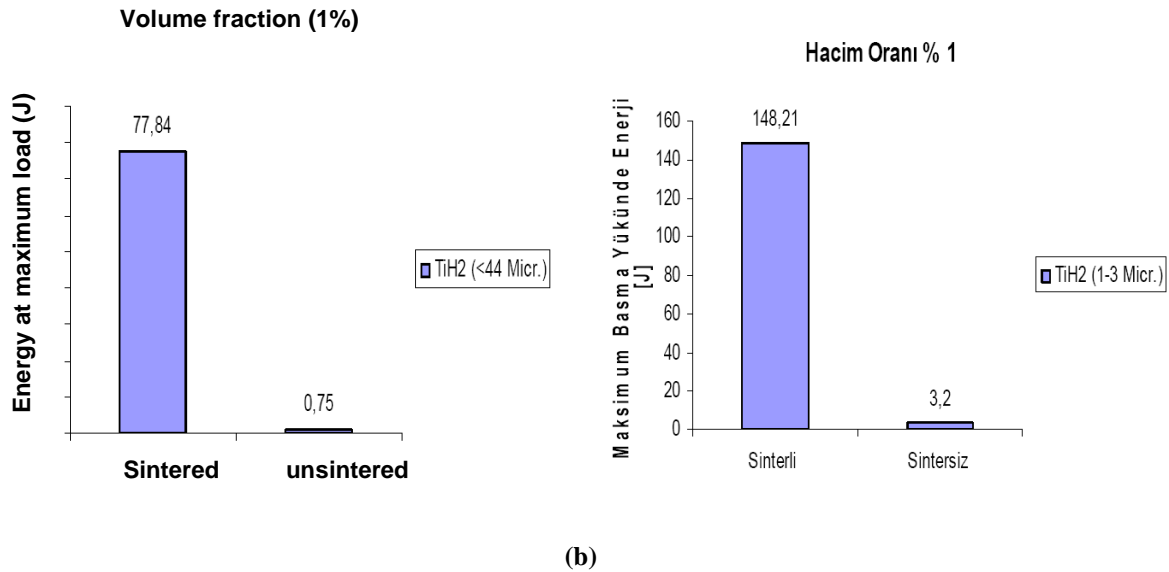 Volume fraction (1%)
Energy at maximum load (J)
77,84
0,75
Sintered
unsintered
TiH2 (<44 Micr.)
Hacim Oranı % 1
Maksimum Basma Yükünde Enerji
[J]
160
140
120
100
80
60
40
20
0
148,21
3,2
Sinterli
Sintersiz
TiH2 (1-3 Micr.)
(b)